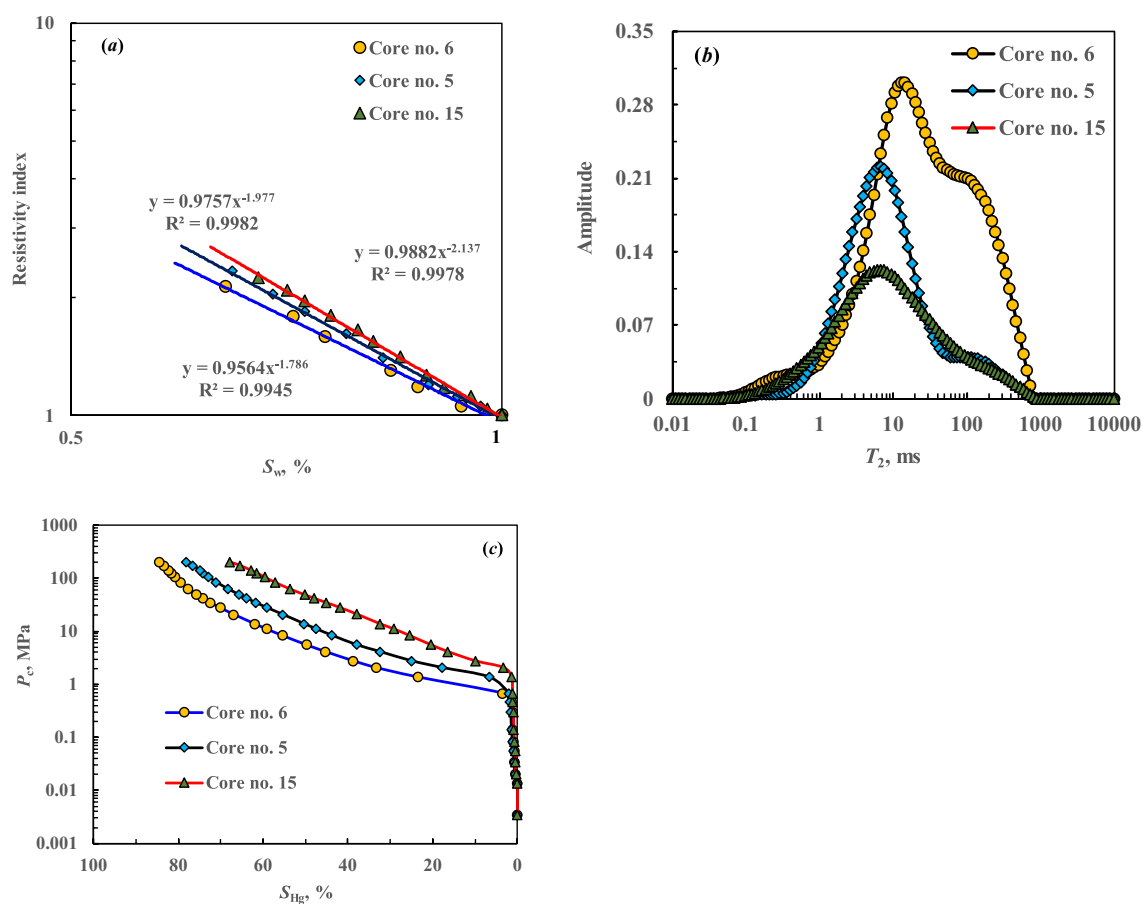 10
(a)
Core no. 6
Core no. 5
Core no. 15
y = 0.9757x-1.977
R² = 0.9982
y = 0.9882x-2.137
R² = 0.9978
y = 0.9564x-1.786
R² = 0.9945
Resistivity index
1
0.5
1
Sw, %
(b)
Core no. 6
Core no. 5
Core no. 15
0.35
0.28
0.21
0.14
0.07
0
Amplitude
0.01
0.1
1
10
100
1000
10000
T2, ms
(c)
1000
100
10
1
0.1
0.01
0.001
Pc, MPa
Core no. 6
Core no. 5
Core no. 15
100
80
60
40
20
0
SHg, %